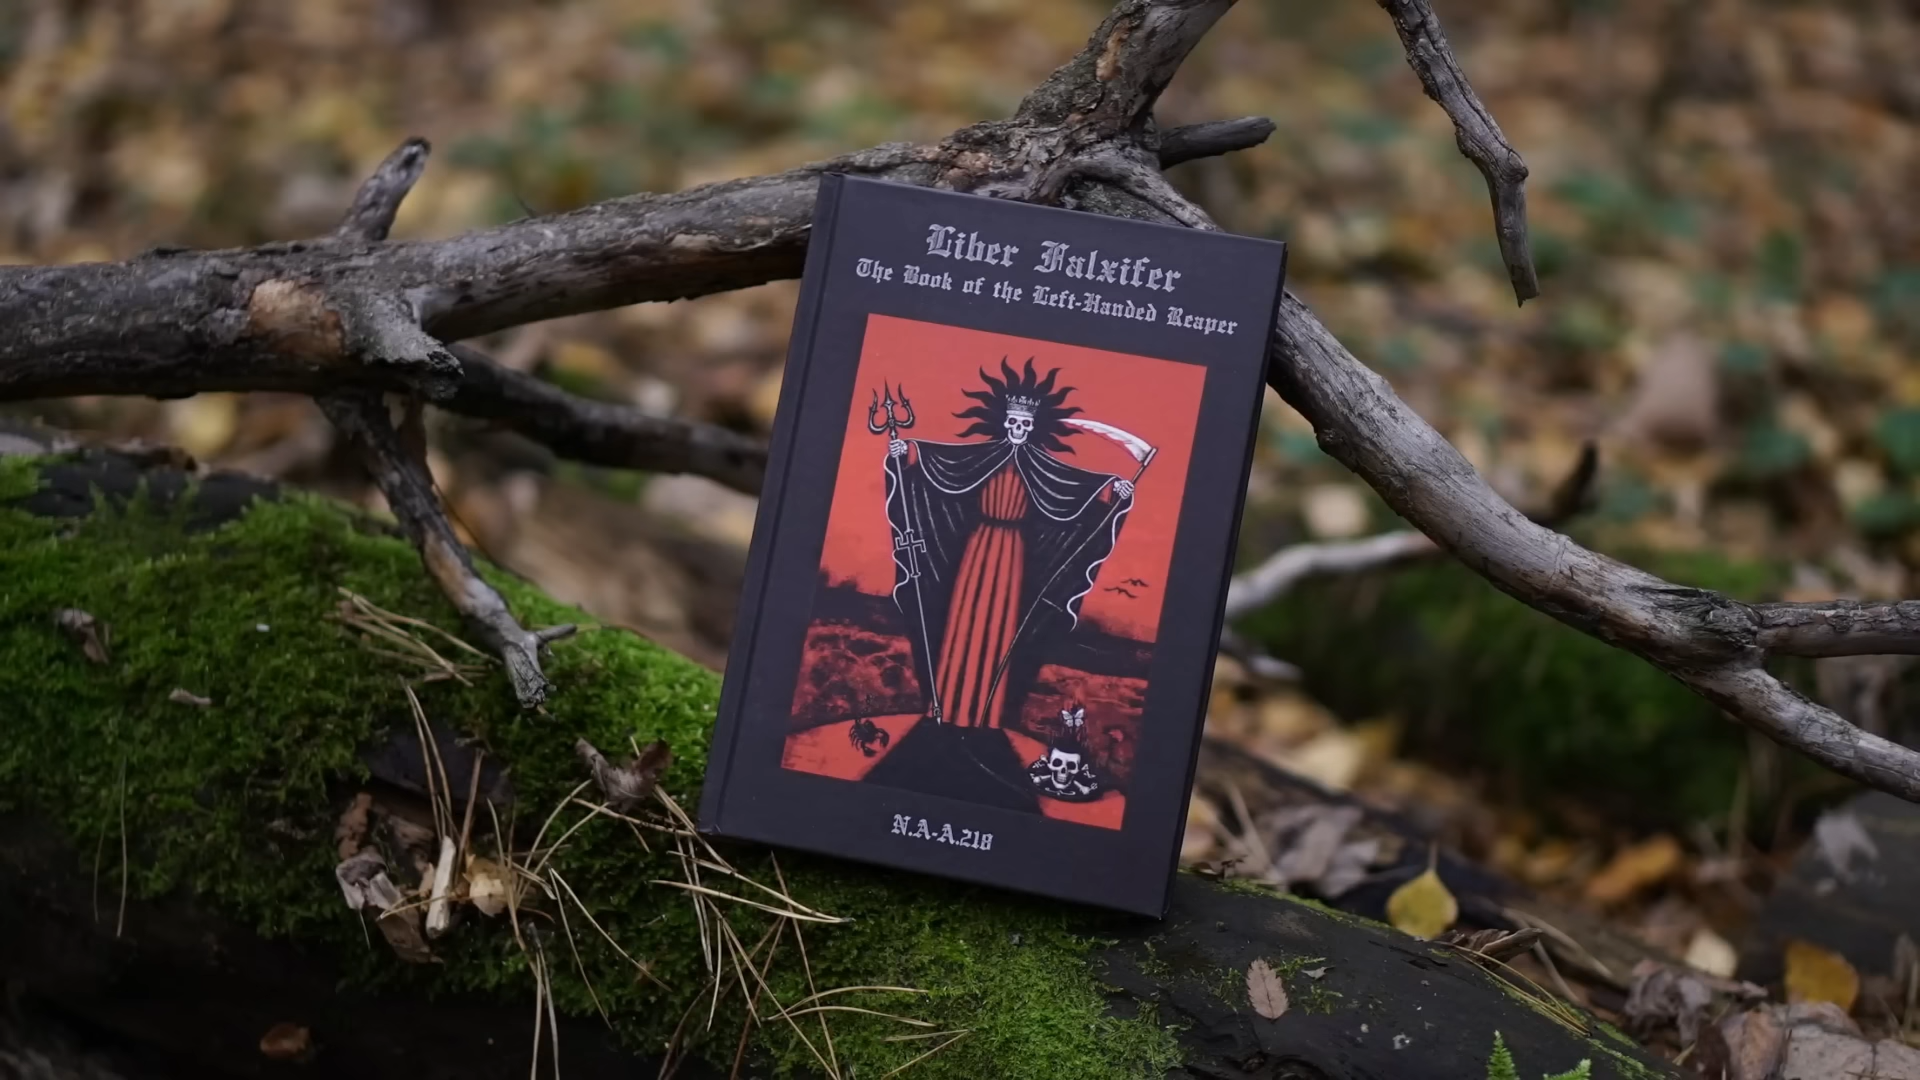 Liber Falxifer
The Book of the Left-Handed Reaper
N.A-A.218